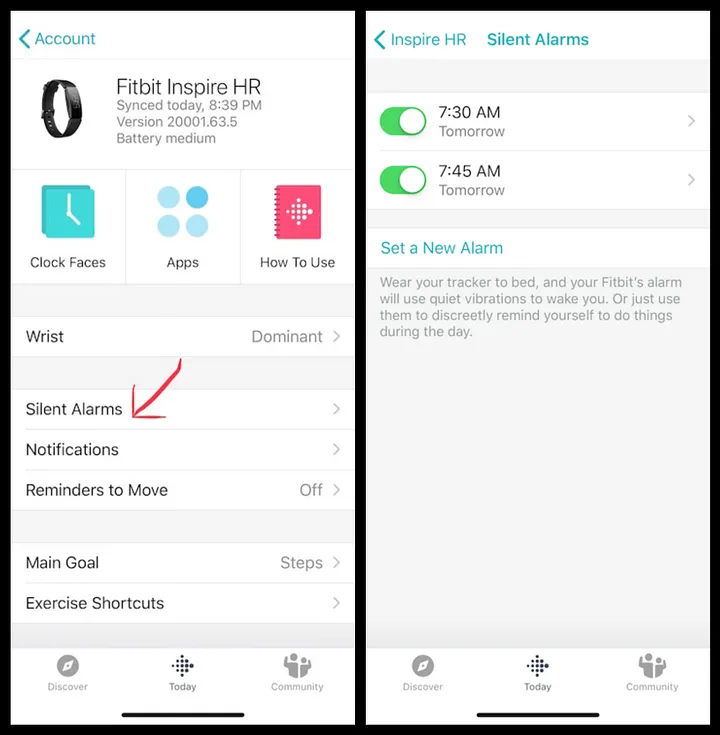 Account
Fitbit Inspire HR
Synced today, 8:39 PM
Version 20001.63.5
Battery medium
Clock Faces
Apps
How To Use
Wrist Dominant
Silent Alarms
Notifications
Reminders to Move Off
Main Goal Steps
Exercise Shortcuts
Discover
Today
Community
Inspire HR Silent Alarms
7:30 AM
Tomorrow
7:45 AM
Tomorrow
Set a New Alarm
Wear your tracker to bed, and your Fitbit's alarm
will use quiet vibrations to wake you. Or just use
them to discreetly remind yourself to do things
during the day.
Discover
Today
Community